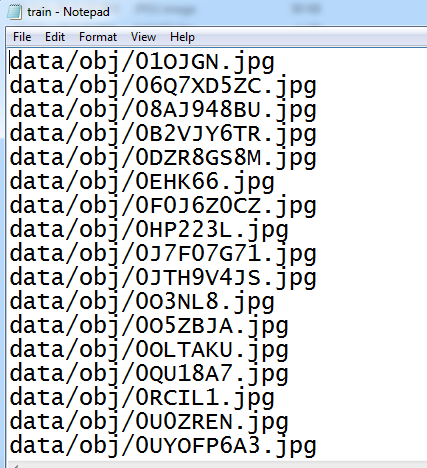 train - Notepad
File Edit Format View Help
data/obj/01OJGN.jpg
data/obj/06Q7XD5ZC.jpg
data/obj/08AJ948BU.jpg
data/obj/0B2VJY6TR.jpg
data/obj/0DZR8GS8M.jpg
data/obj/0EHK66.jpg
data/obj/0F0J6Z0CZ.jpg
data/obj/0HP223L.jpg
data/obj/0J7F07G71.jpg
data/obj/0JTH9V4JS.jpg
data/obj/0O3NL8.jpg
data/obj/0O5ZBJA.jpg
data/obj/0OLTAKU.jpg
data/obj/0QU18A7.jpg
data/obj/0RCIL1.jpg
data/obj/0U0ZREN.jpg
data/obj/0UYOFP6A3.jpg